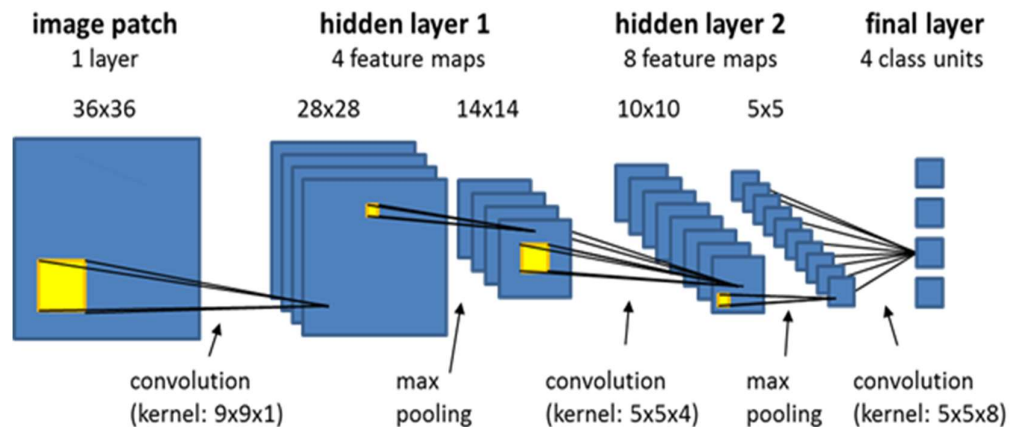 image patch
1 layer
hidden layer 1
4 feature maps
hidden layer 2
8 feature maps
final layer
4 class units
36x36
28x28
14x14
10x10
5x5
convolution
(kernel: 9x9x1)
max
pooling
convolution
(kernel: 5x5x4)
max
pooling
convolution
(kernel: 5x5x8)